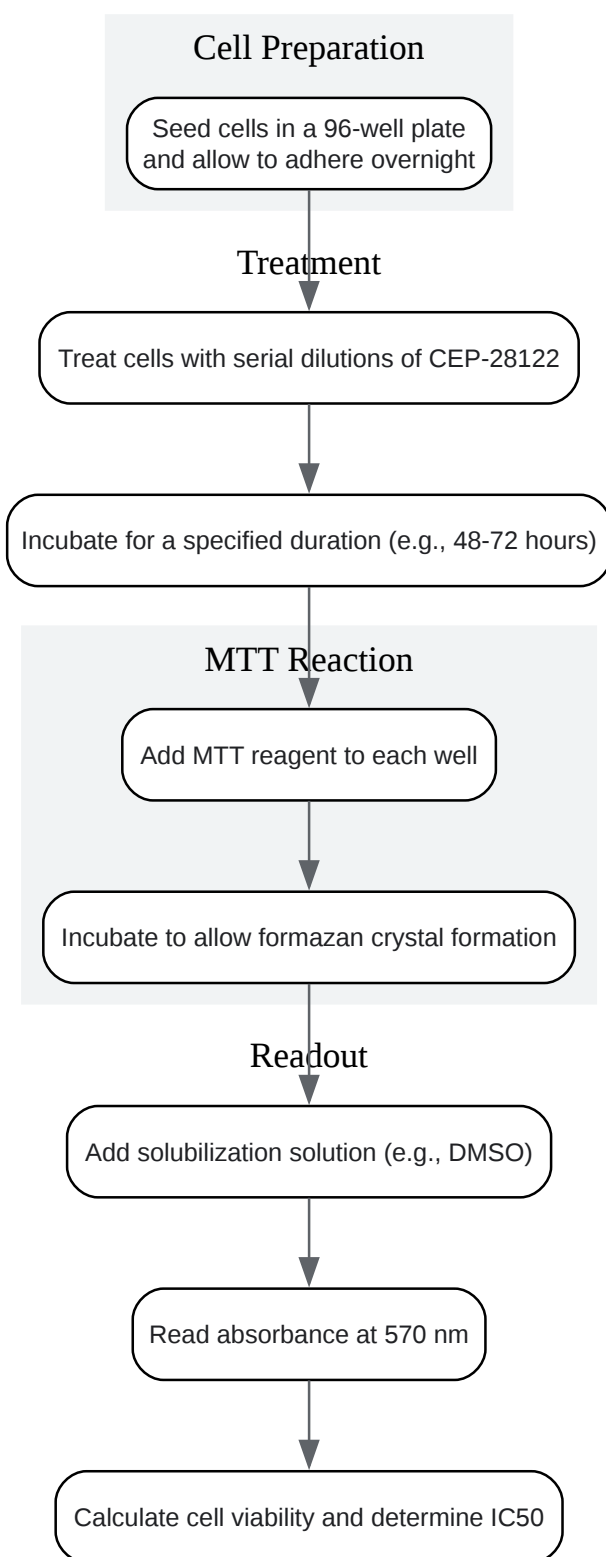 Cell Preparation
Seed cells in a 96-well plate
and allow to adhere overnight
Treatment
Treat cells with serial dilutions of CEP-28122
Incubate for a specified duration (e.g., 48-72 hours)
MTT Reaction
Add MTT reagent to each well
Incubate to allow formazan crystal formation
Readout
Add solubilization solution (e.g., DMSO)
Read absorbance at 570 nm
Calculate cell viability and determine IC50